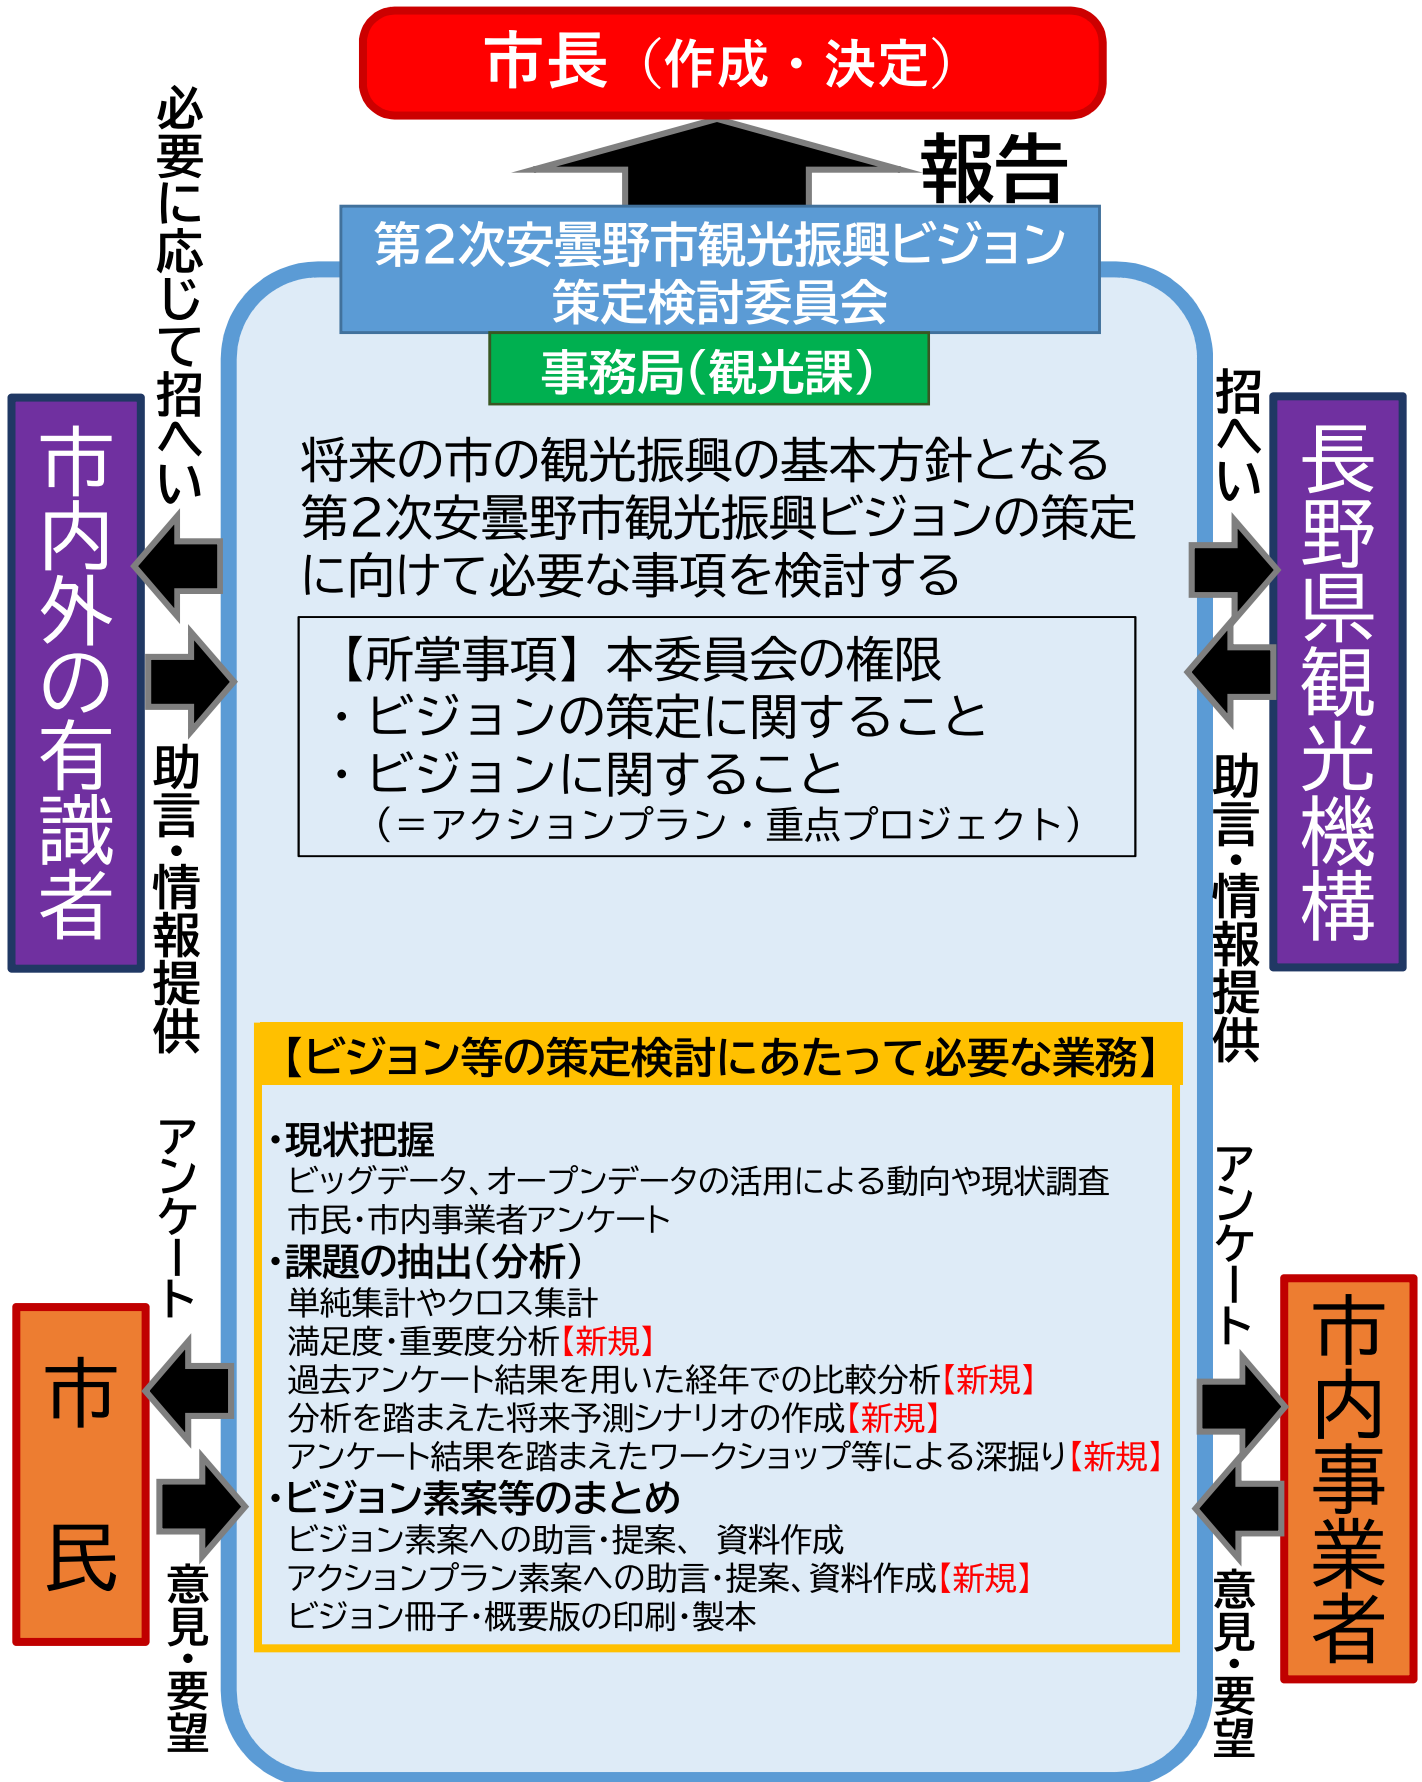 市長（作成・決定）
報告
第2次安曇野市観光振興ビジョン
策定検討委員会
事務局（観光課）
必要に応じて招へい
市内外の有識者
助言・情報提供
招へい
長野県観光機構
助言・情報提供
将来の市の観光振興の基本方針となる
第2次安曇野市観光振興ビジョンの策定
に向けて必要な事項を検討する
【所掌事項】本委員会の権限
・ビジョンの策定に関すること
・ビジョンに関すること
（＝アクションプラン・重点プロジェクト）
【ビジョン等の策定検討にあたって必要な業務】
・現状把握
ビッグデータ、オープンデータの活用による動向や現状調査
市民・市内事業者アンケート
・課題の抽出（分析）
単純集計やクロス集計
満足度・重要度分析【新規】
過去アンケート結果を用いた経年での比較分析【新規】
分析を踏まえた将来予測シナリオの作成【新規】
アンケート結果を踏まえたワークショップ等による深掘り【新規】
・ビジョン素案等のまとめ
ビジョン素案への助言・提案、 資料作成
アクションプラン素案への助言・提案、資料作成【新規】
ビジョン冊子・概要版の印刷・製本
アンケート
市　民
意見・要望
アンケート
市内事業者
意見・要望